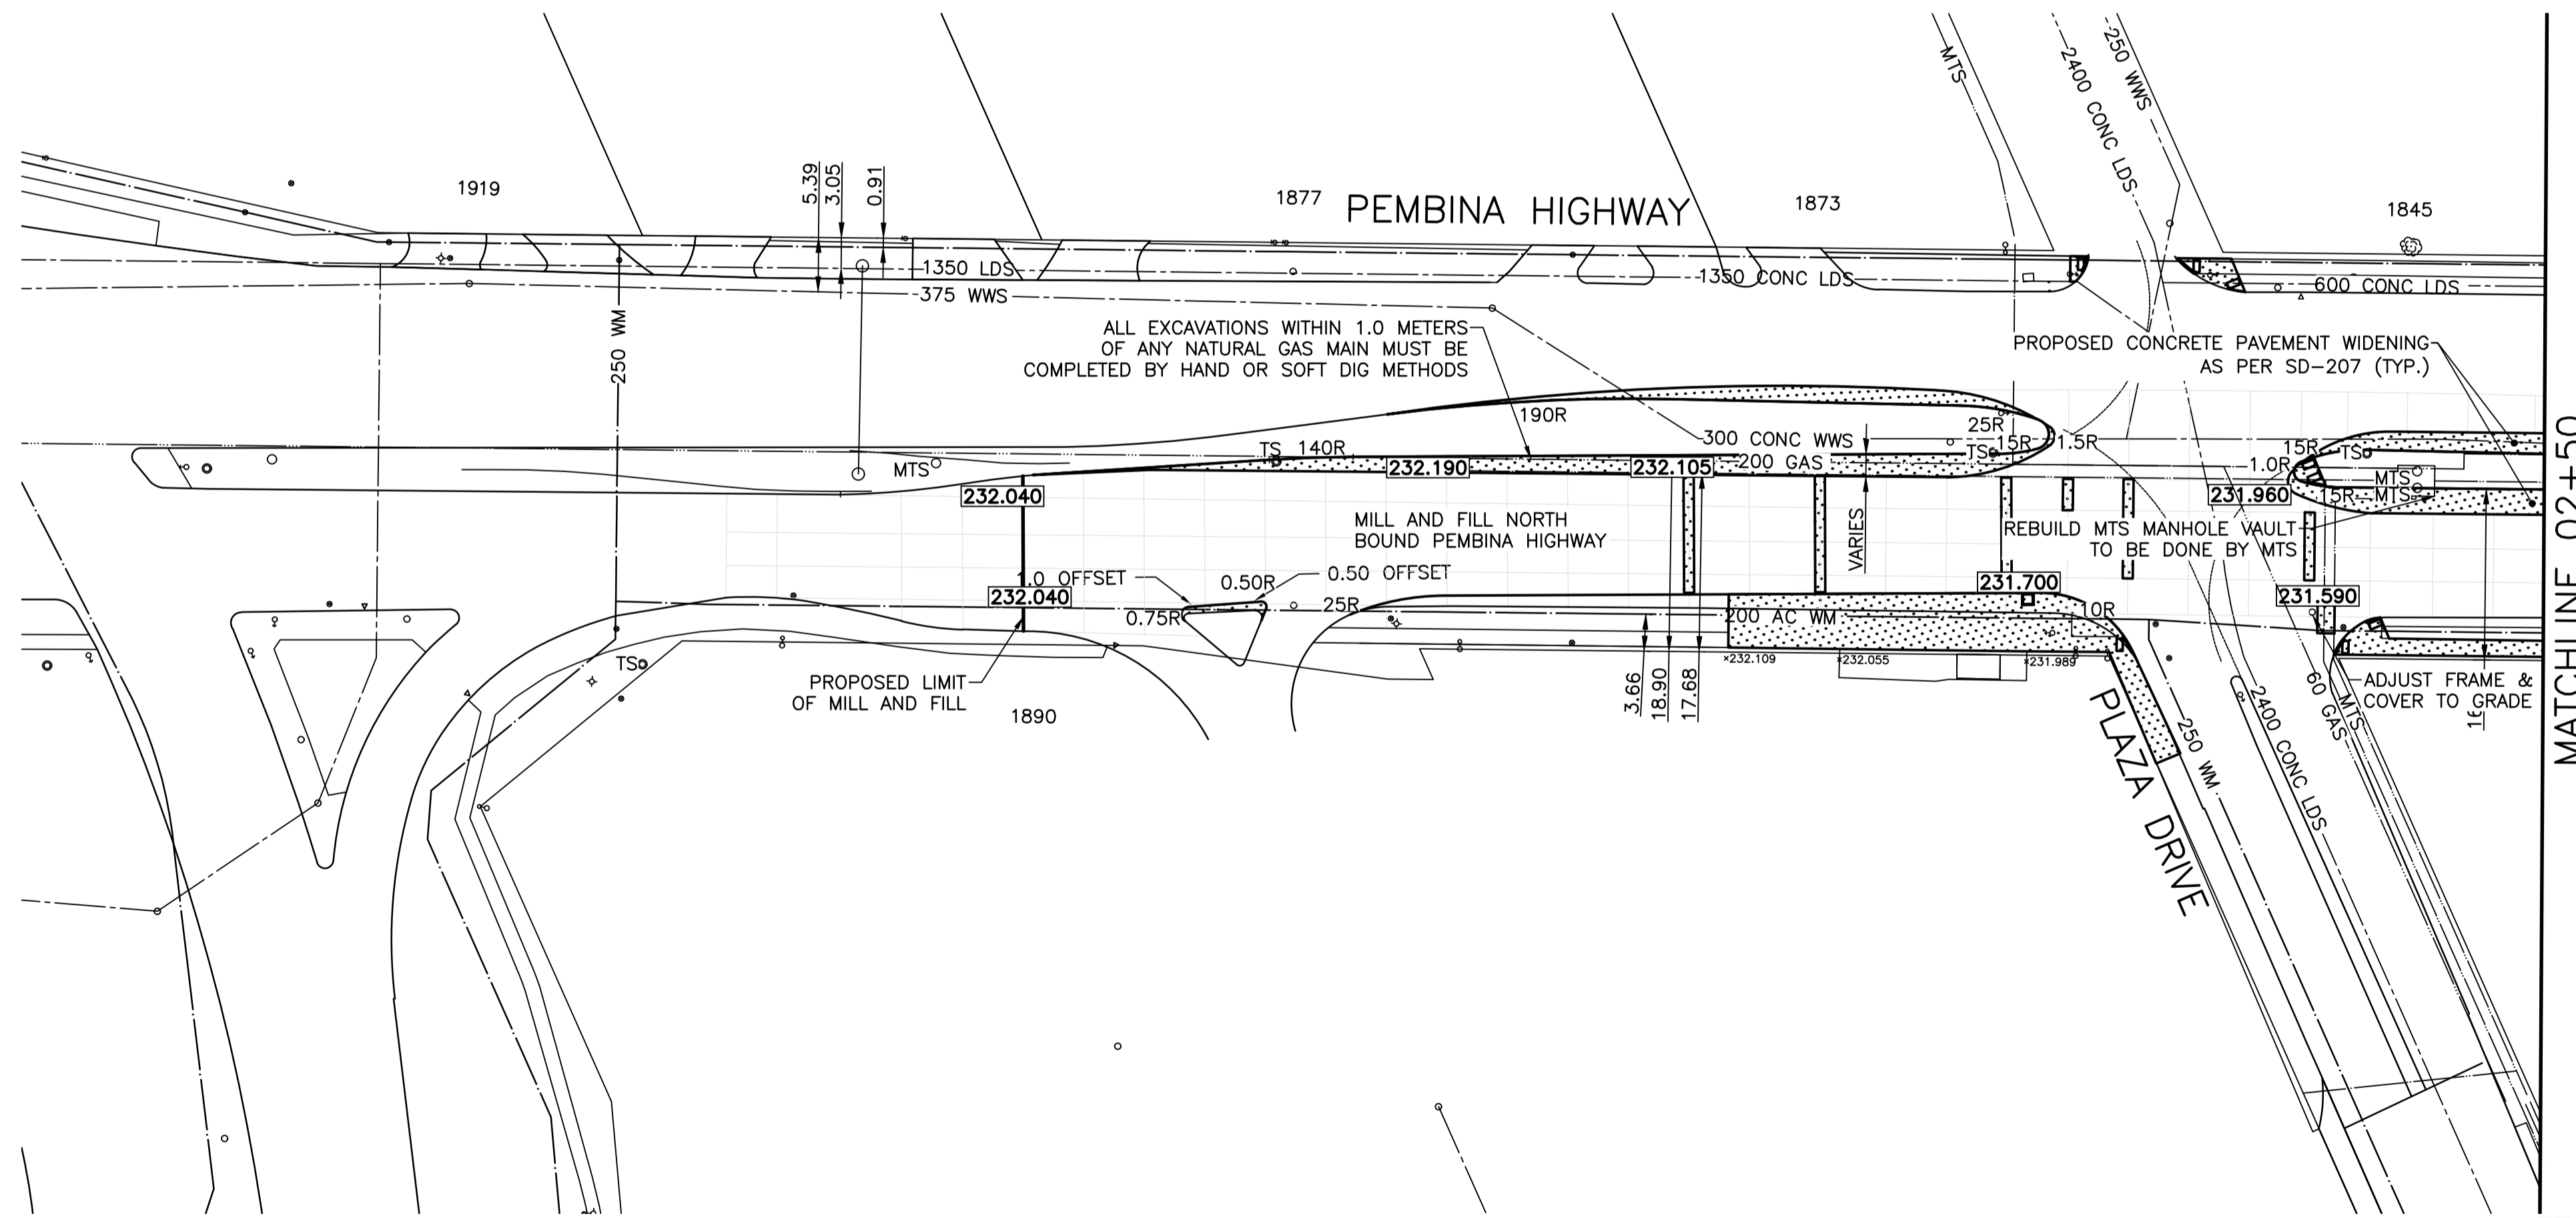 MTS
2400 CONC LDS
250 WWS
1919
5.39
3.05
0.91
1877
PEMBINA HIGHWAY
1873
1845
1350 LDS
375 WWS
1350 CONC LDS
600 CONC LDS
250 WM
ALL EXCAVATIONS WITHIN 1.0 METERS
OF ANY NATURAL GAS MAIN MUST BE
COMPLETED BY HAND OR SOFT DIG METHODS
PROPOSED CONCRETE PAVEMENT WIDENING
AS PER SD-207 (TYP.)
190R
25R
300 CONC WWS
15R
1.5R
TS
140R
TS
200 GAS
MTS
232.190
232.105
232.040
15R
TS
1.0R
MTS
231.960
15R
MTS
MILL AND FILL NORTH
BOUND PEMBINA HIGHWAY
VARIES
REBUILD MTS MANHOLE VAULT
TO BE DONE BY MTS
1.0 OFFSET
0.50R
0.50 OFFSET
232.040
0.75R
25R
231.700
231.590
200 AC WM
10R
TS
×232.109
×232.055
×231.989
PROPOSED LIMIT
OF MILL AND FILL
1890
3.66
18.90
17.68
ADJUST FRAME &
COVER TO GRADE
PLAZA DRIVE
250 WM
2400 CONC LDS
60 GAS
MTS
MATCHLINE 02+50